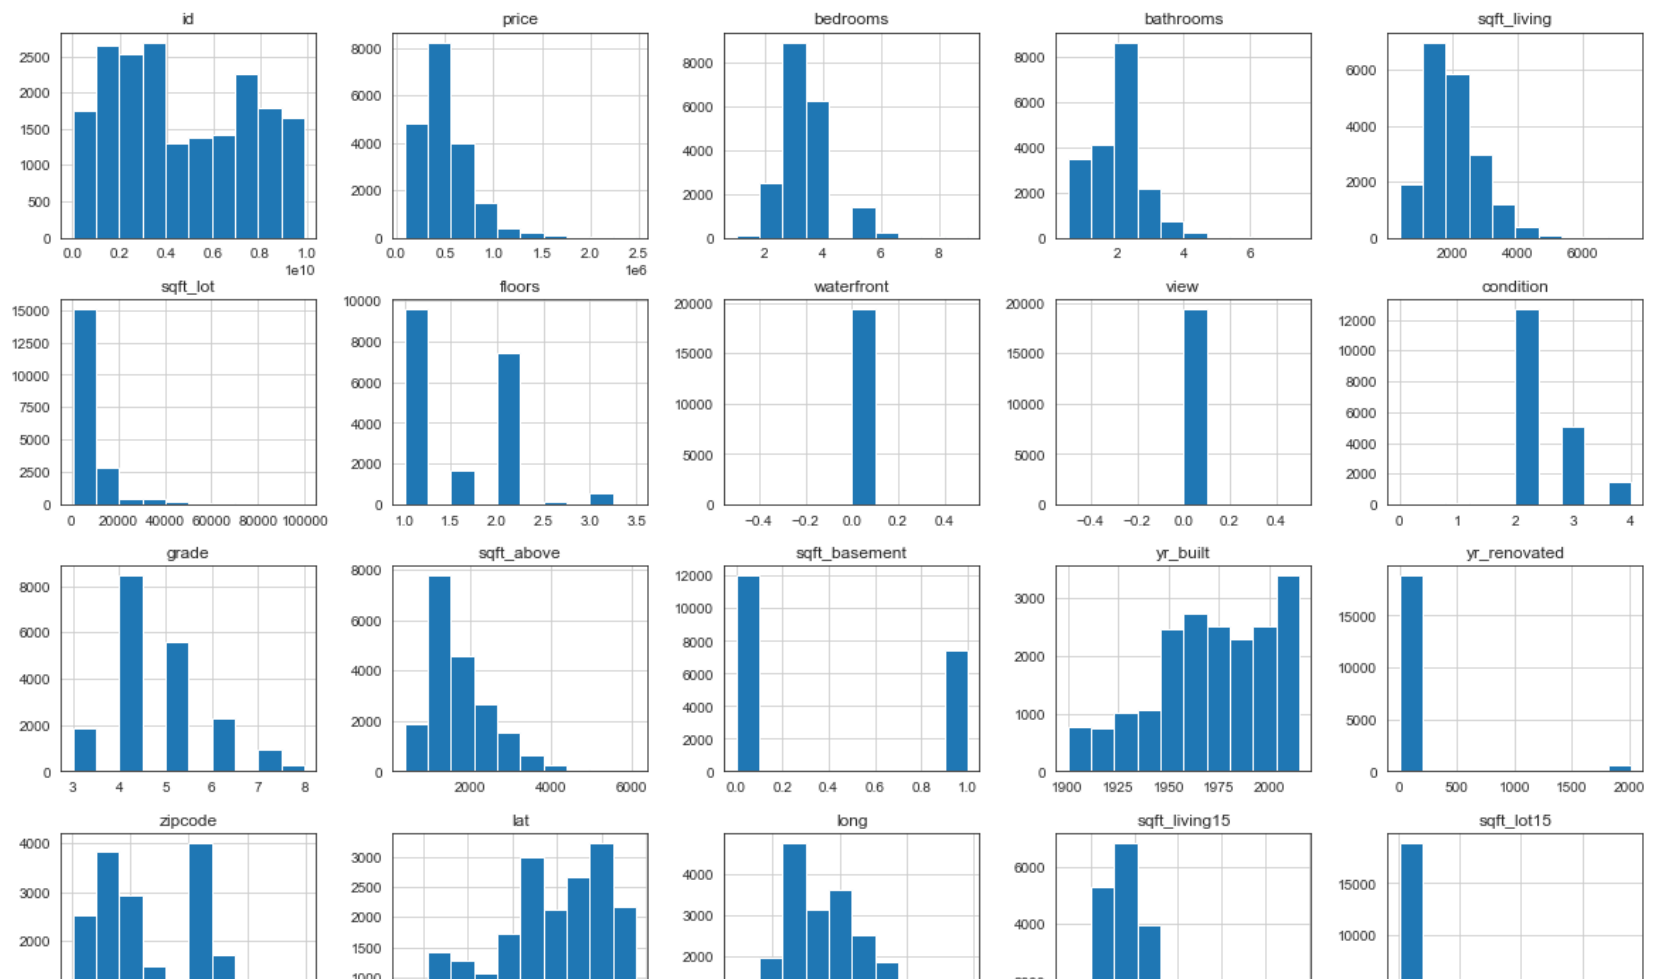 id price bedrooms bathrooms sqft_living
2500 2000 1500 1000 500 0
0.0 0.2 0.4 0.6 0.8 1.0
1e10
8000 6000 4000 2000 0
0.0 0.5 1.0 1.5 2.0 2.5
1e6
8000 6000 4000 2000 0
2 4 6 8
8000 6000 4000 2000 0
2 4 6
6000 4000 2000 0
2000 4000 6000
sqft_lot floors waterfront view condition
15000 12500 10000 7500 5000 2500 0
0 20000 40000 60000 80000 100000
10000 8000 6000 4000 2000 0
1.0 1.5 2.0 2.5 3.0 3.5
20000 15000 10000 5000 0
−0.4 −0.2 0.0 0.2 0.4
20000 15000 10000 5000 0
−0.4 −0.2 0.0 0.2 0.4
12000 10000 8000 6000 4000 2000 0
0 1 2 3 4
grade sqft_above sqft_basement yr_built yr_renovated
8000 6000 4000 2000 0
3 4 5 6 7 8
8000 6000 4000 2000 0
2000 4000 6000
12000 10000 8000 6000 4000 2000 0
0.0 0.2 0.4 0.6 0.8 1.0
3000 2000 1000 0
1900 1925 1950 1975 2000
15000 10000 5000 0
0 500 1000 1500 2000
zipcode lat long sqft_living15 sqft_lot15
4000 3000 2000
3000 2500 2000 1500 1000
4000 3000 2000
6000 4000
15000 10000